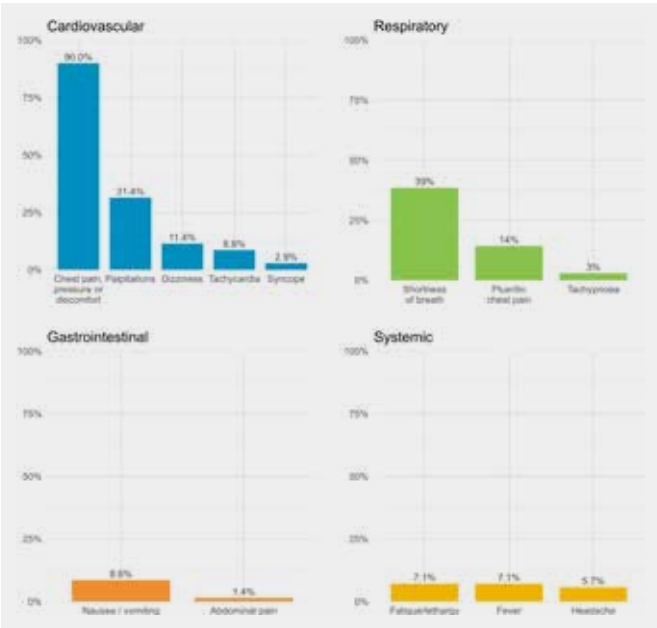 Cardiovascular
100%
90.0%
75%
50%
31.4%
25%
11.4%
8.6%
2.9%
0%
Chest pain, pressure or discomfort
Palpitations
Dizziness
Tachycardia
Syncope
Respiratory
100%
75%
50%
39%
25%
14%
3%
0%
Shortness
of breath
Pleuritic
chest pain
Tachypnoea
Gastrointestinal
100%
75%
50%
25%
8.6%
1.4%
0%
Nausea / vomiting
Abdominal pain
Systemic
100%
75%
50%
25%
7.1%
7.1%
5.7%
0%
Fatigue/lethargy
Fever
Headache